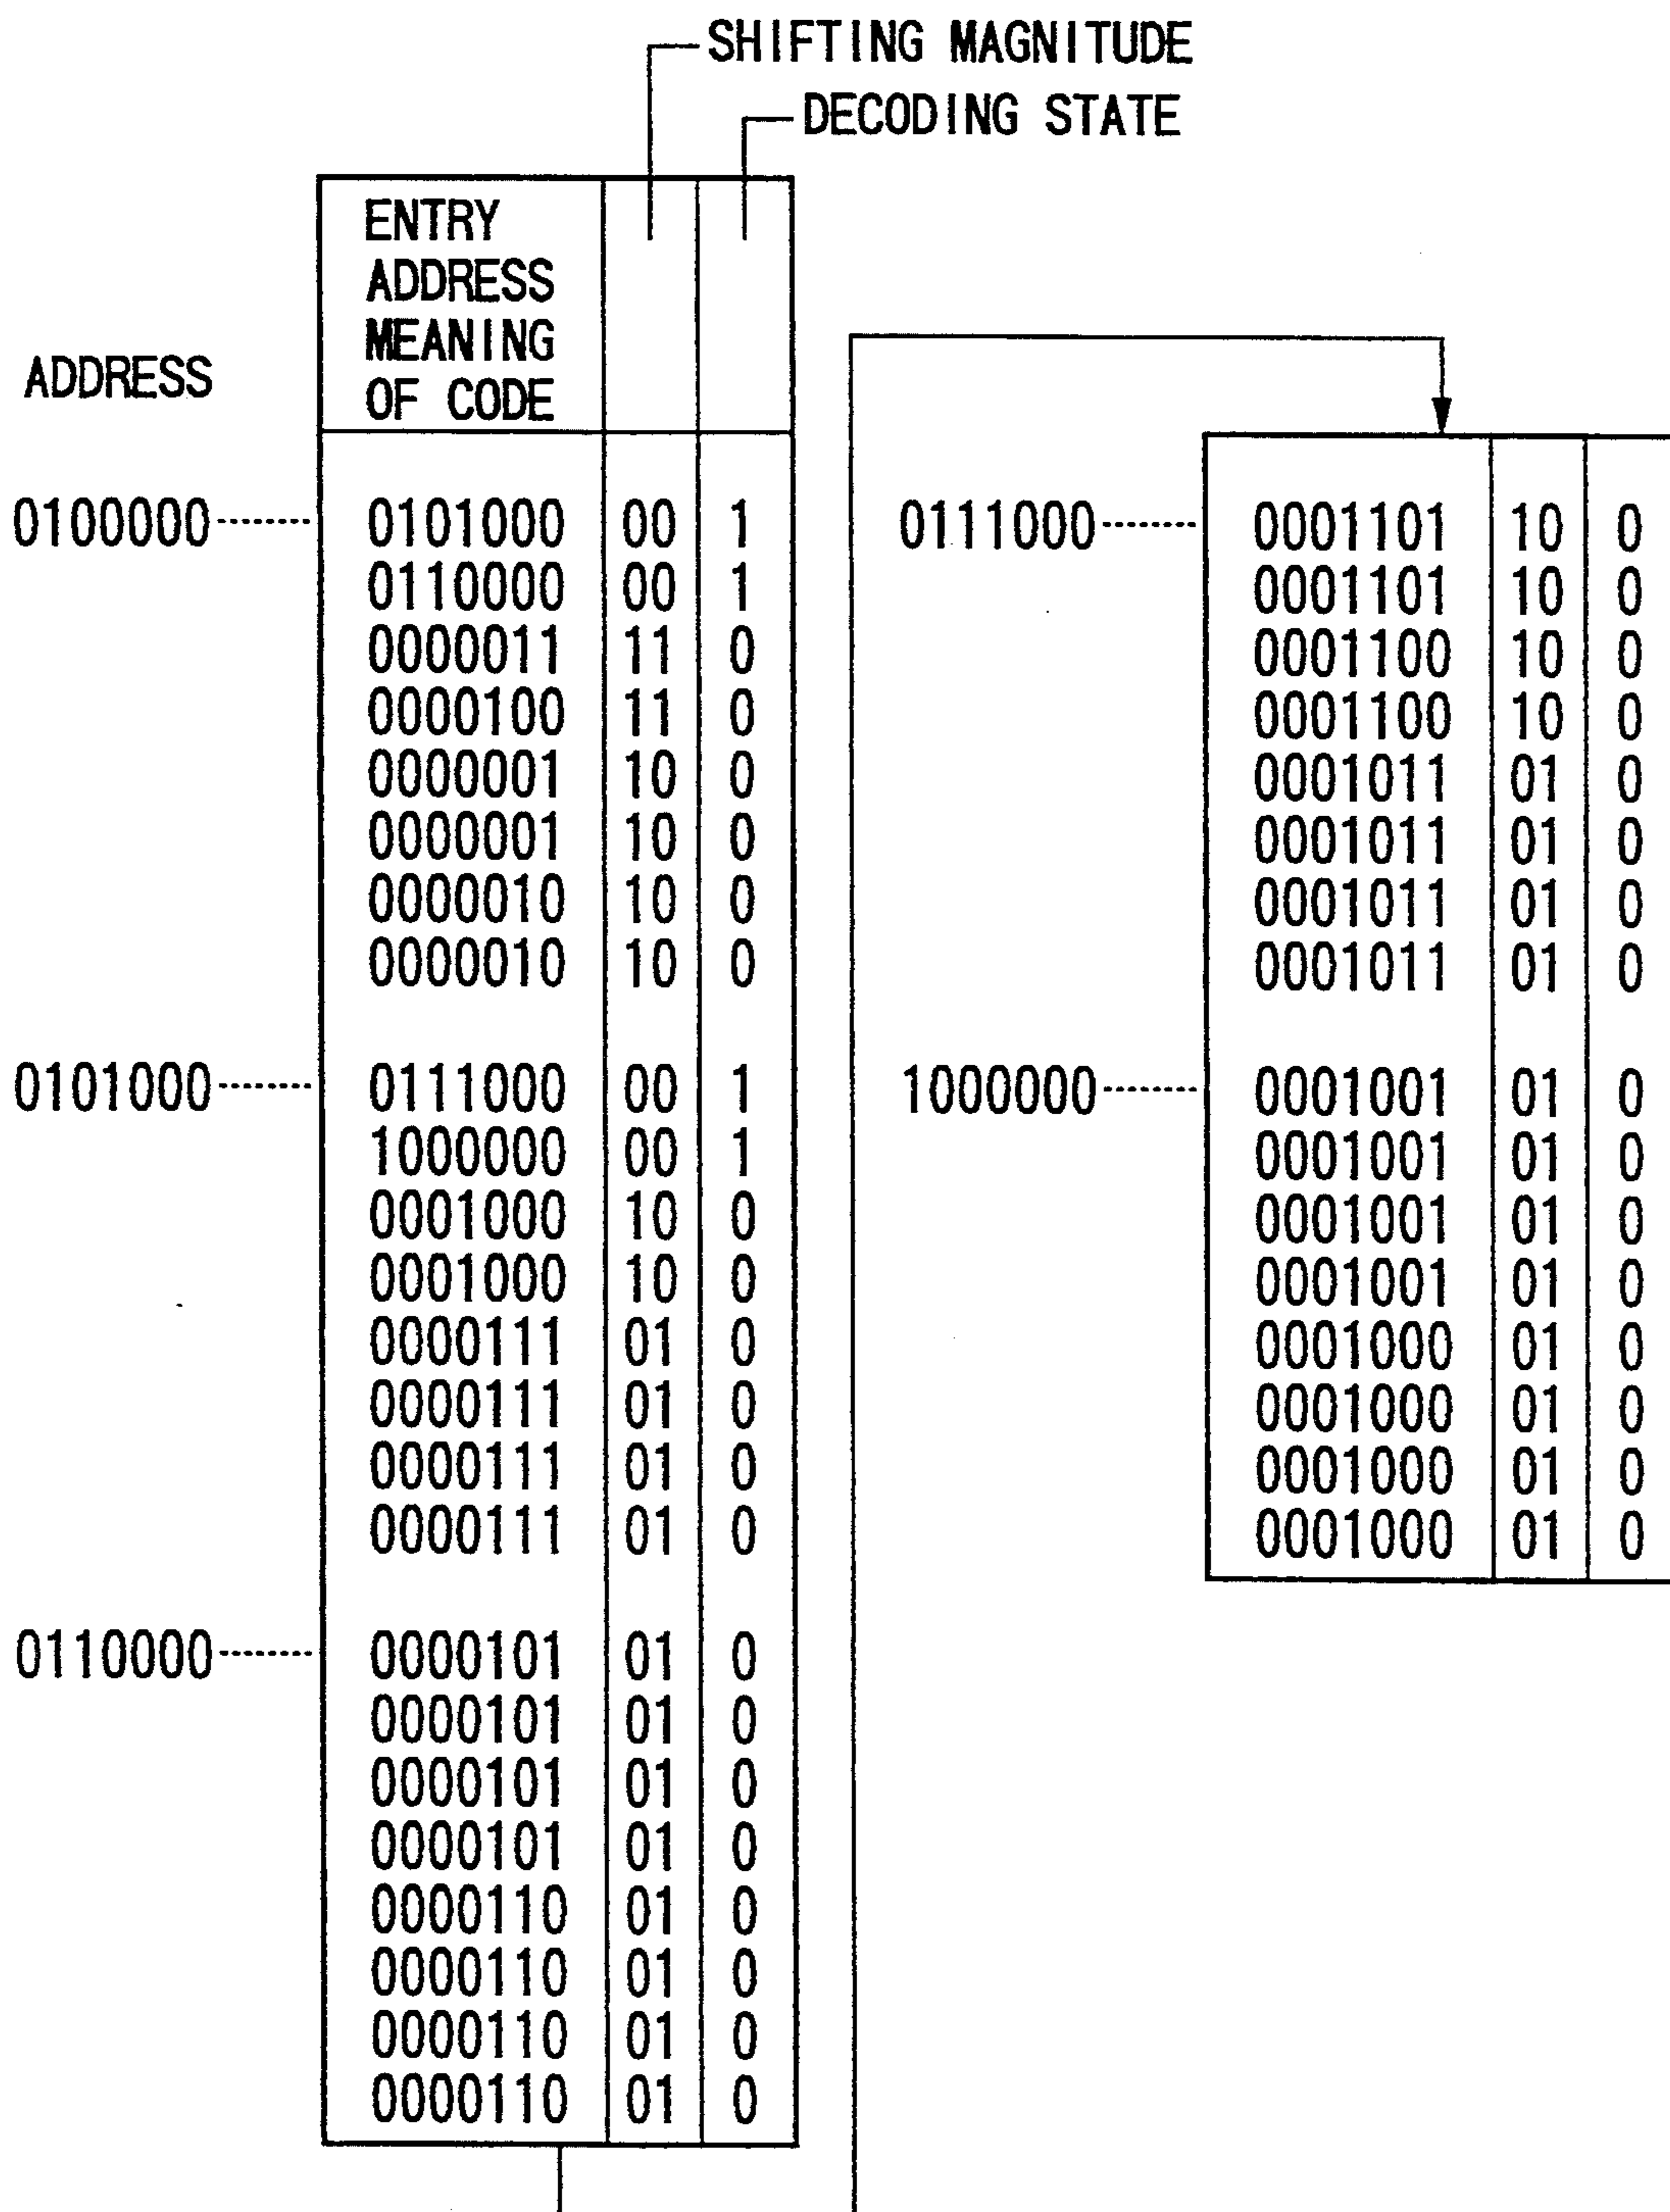 SHIFTING MAGNITUDE
DECODING STATE
ENTRY
ADDRESS
MEANING
OF CODE
ADDRESS
0100000 0101000 00 1
0110000 00 1
0000011 11 0
0000100 11 0
0000001 10 0
0000001 10 0
0000010 10 0
0000010 10 0
0101000 0111000 00 1
1000000 00 1
0001000 10 0
0001000 10 0
0000111 01 0
0000111 01 0
0000111 01 0
0000111 01 0
0110000 0000101 01 0
0000101 01 0
0000101 01 0
0000101 01 0
0000110 01 0
0000110 01 0
0000110 01 0
0000110 01 0
0111000 0001101 10 0
0001101 10 0
0001100 10 0
0001100 10 0
0001011 01 0
0001011 01 0
0001011 01 0
0001011 01 0
1000000 0001001 01 0
0001001 01 0
0001001 01 0
0001001 01 0
0001000 01 0
0001000 01 0
0001000 01 0
0001000 01 0